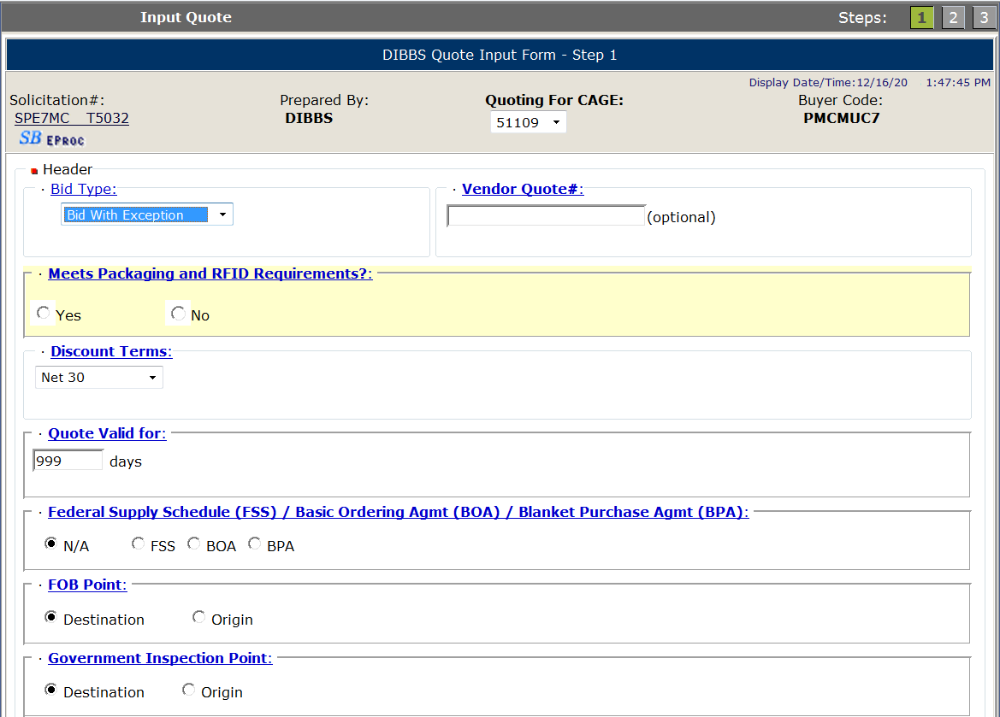 Input Quote Steps: 1 2 3
DIBBS Quote Input Form - Step 1
Display Date/Time:12/16/20 1:47:45 PM
Solicitation#: Prepared By: Quoting For CAGE: Buyer Code:
SPE7MC T5032 DIBBS 51109 PMCMUC7
SB EPROC
Header
· Bid Type: · Vendor Quote#:
Bid With Exception (optional)
· Meets Packaging and RFID Requirements?:
Yes No
· Discount Terms:
Net 30
· Quote Valid for:
999 days
· Federal Supply Schedule (FSS) / Basic Ordering Agmt (BOA) / Blanket Purchase Agmt (BPA):
N/A FSS BOA BPA
· FOB Point:
Destination Origin
· Government Inspection Point:
Destination Origin